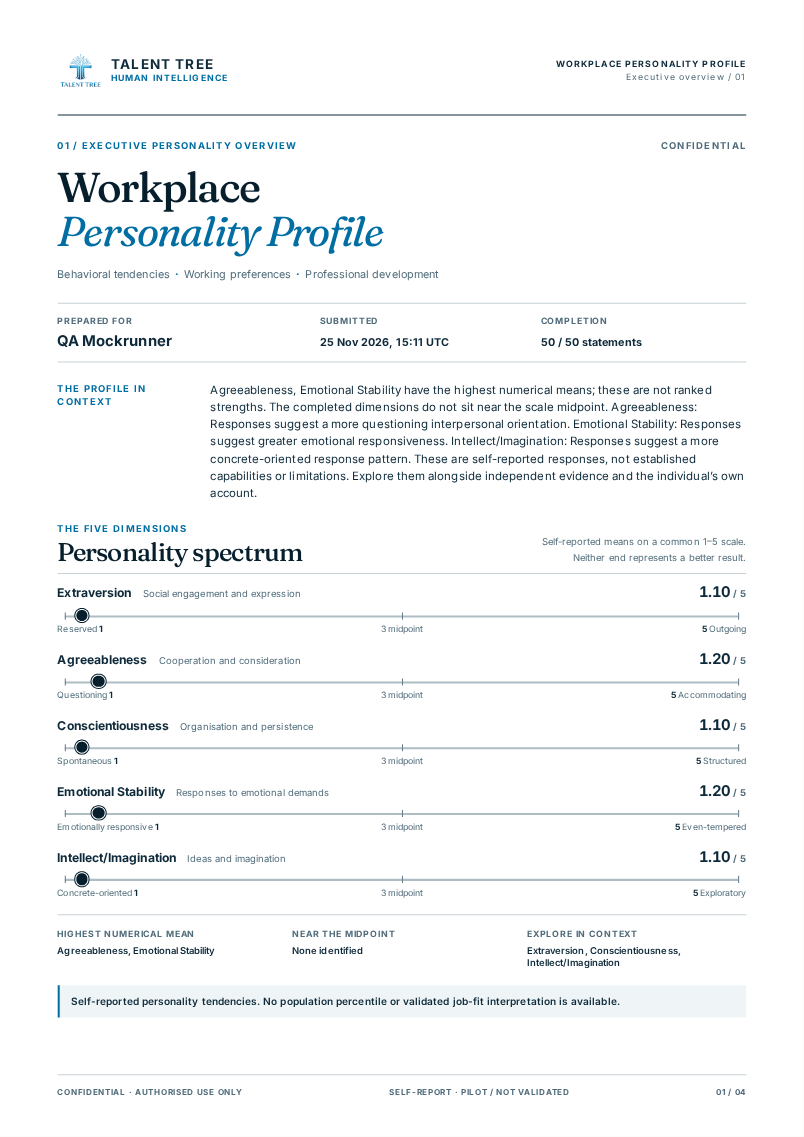 TALENT TREE
TALENT TREE
HUMAN INTELLIGENCE
WORKPLACE PERSONALITY PROFILE
Executive overview / 01
01 / EXECUTIVE PERSONALITY OVERVIEW
CONFIDENTIAL
Workplace
Personality Profile
Behavioral tendencies · Working preferences · Professional development
PREPARED FOR
SUBMITTED
COMPLETION
QA Mockrunner
25 Nov 2026, 15:11 UTC
50 / 50 statements
THE PROFILE IN
CONTEXT
Agreeableness, Emotional Stability have the highest numerical means; these are not ranked
strengths. The completed dimensions do not sit near the scale midpoint. Agreeableness:
Responses suggest a more questioning interpersonal orientation. Emotional Stability: Responses
suggest greater emotional responsiveness. Intellect/Imagination: Responses suggest a more
concrete-oriented response pattern. These are self-reported responses, not established
capabilities or limitations. Explore them alongside independent evidence and the individual’s own
account.
THE FIVE DIMENSIONS
Personality spectrum
Self-reported means on a common 1–5 scale.
Neither end represents a better result.
Extraversion Social engagement and expression 1.10 / 5
Reserved 1 3 midpoint 5 Outgoing
Agreeableness Cooperation and consideration 1.20 / 5
Questioning 1 3 midpoint 5 Accommodating
Conscientiousness Organisation and persistence 1.10 / 5
Spontaneous 1 3 midpoint 5 Structured
Emotional Stability Responses to emotional demands 1.20 / 5
Emotionally responsive 1 3 midpoint 5 Even-tempered
Intellect/Imagination Ideas and imagination 1.10 / 5
Concrete-oriented 1 3 midpoint 5 Exploratory
HIGHEST NUMERICAL MEAN
NEAR THE MIDPOINT
EXPLORE IN CONTEXT
Agreeableness, Emotional Stability
None identified
Extraversion, Conscientiousness,
Intellect/Imagination
Self-reported personality tendencies. No population percentile or validated job-fit interpretation is available.
CONFIDENTIAL · AUTHORISED USE ONLY
SELF-REPORT · PILOT / NOT VALIDATED
01 / 04